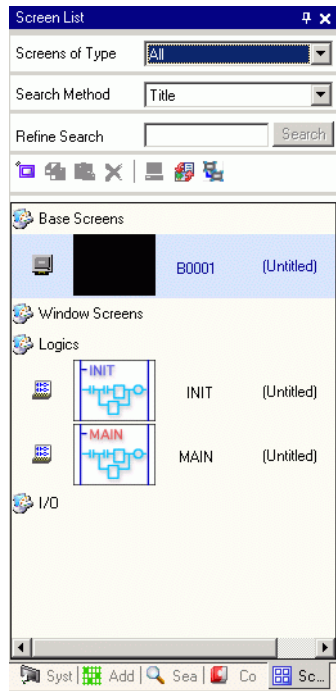 Screen List
Screens of Type All
Search Method Title
Refine Search Search
Base Screens
B0001 (Untitled)
Window Screens
Logics
INIT INIT (Untitled)
MAIN MAIN (Untitled)
I/O
Syst Add Sea Co Sc...